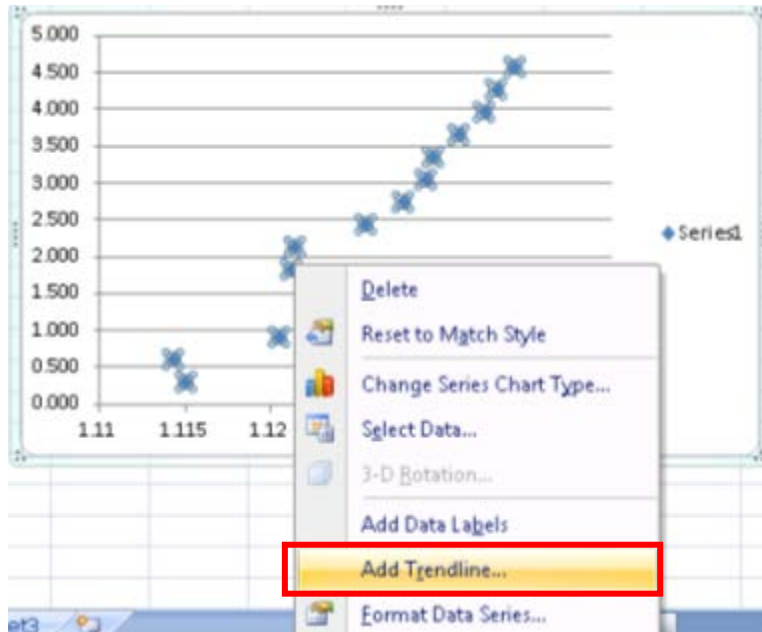 5.000
4.500
4.000
3.500
3.000
2.500
2.000
1.500
1.000
0.500
0.000
1.11 1.115 1.12
Series1
Delete
Reset to Match Style
Change Series Chart Type...
Select Data...
3-D Rotation...
Add Data Labels
Add Trendline...
Format Data Series...
et3